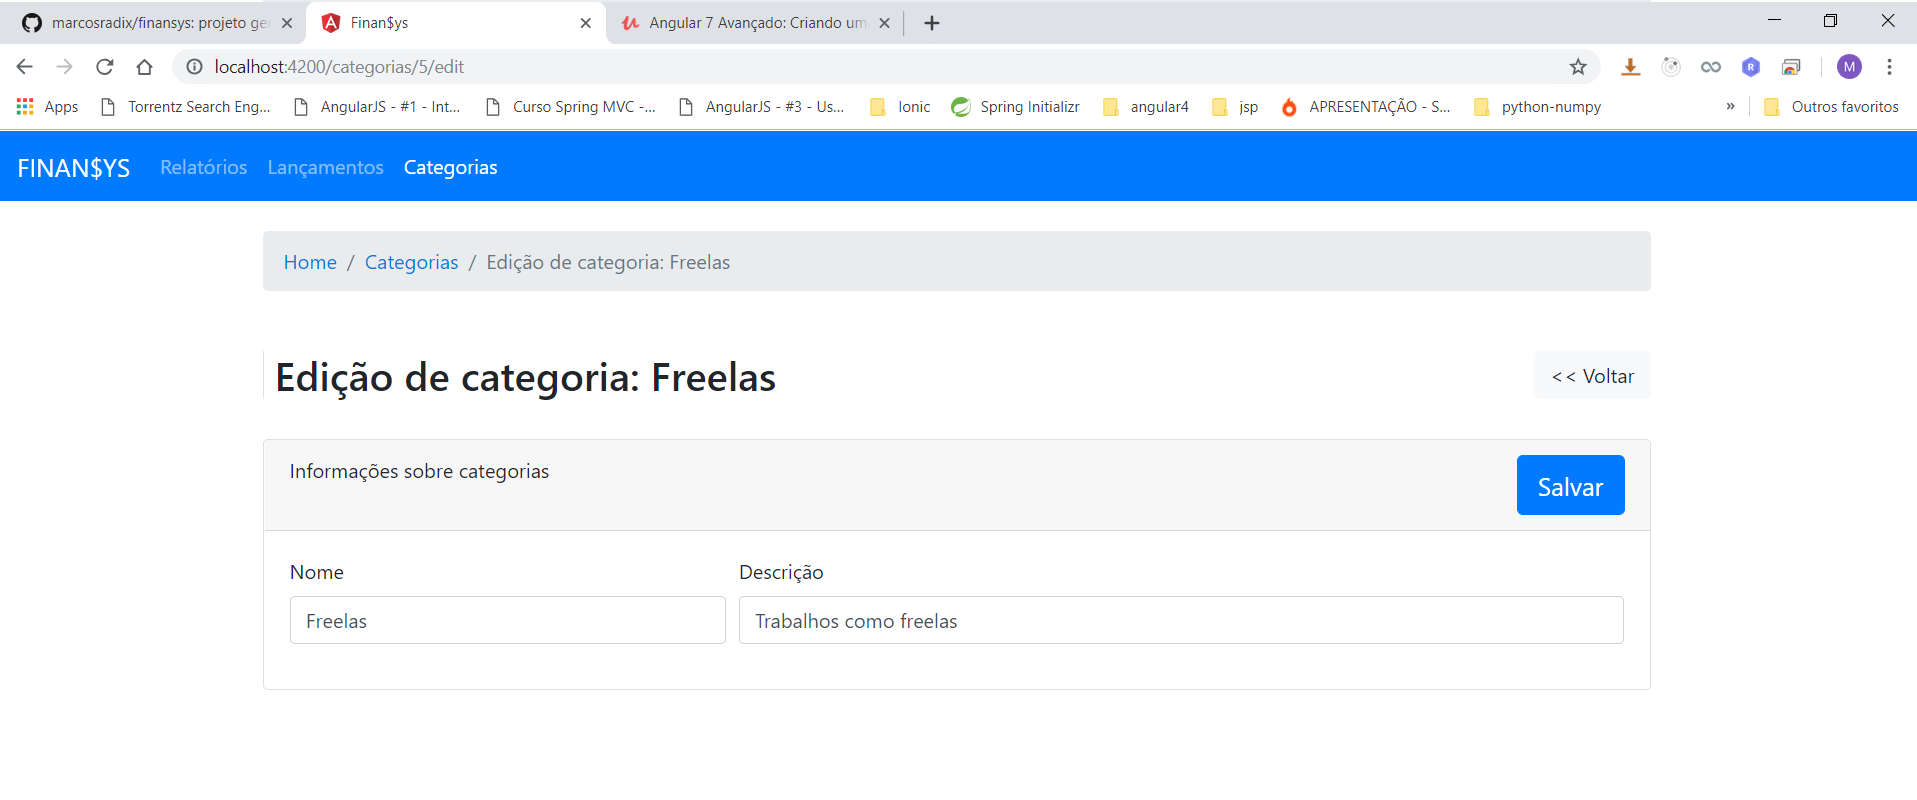 marcosradix/finansys: projeto ge
Finan$ys
Angular 7 Avançado: Criando um
localhost:4200/categorias/5/edit
M
Apps
Torrentz Search Eng...
AngularJS - #1 - Int...
Curso Spring MVC -...
AngularJS - #3 - Us...
Ionic
Spring Initializr
angular4
jsp
APRESENTAÇÃO - S...
python-numpy
»
Outros favoritos
FINAN$YS
Relatórios
Lançamentos
Categorias
Home / Categorias / Edição de categoria: Freelas
Edição de categoria: Freelas
<< Voltar
Informações sobre categorias
Salvar
Nome
Descrição
Freelas
Trabalhos como freelas